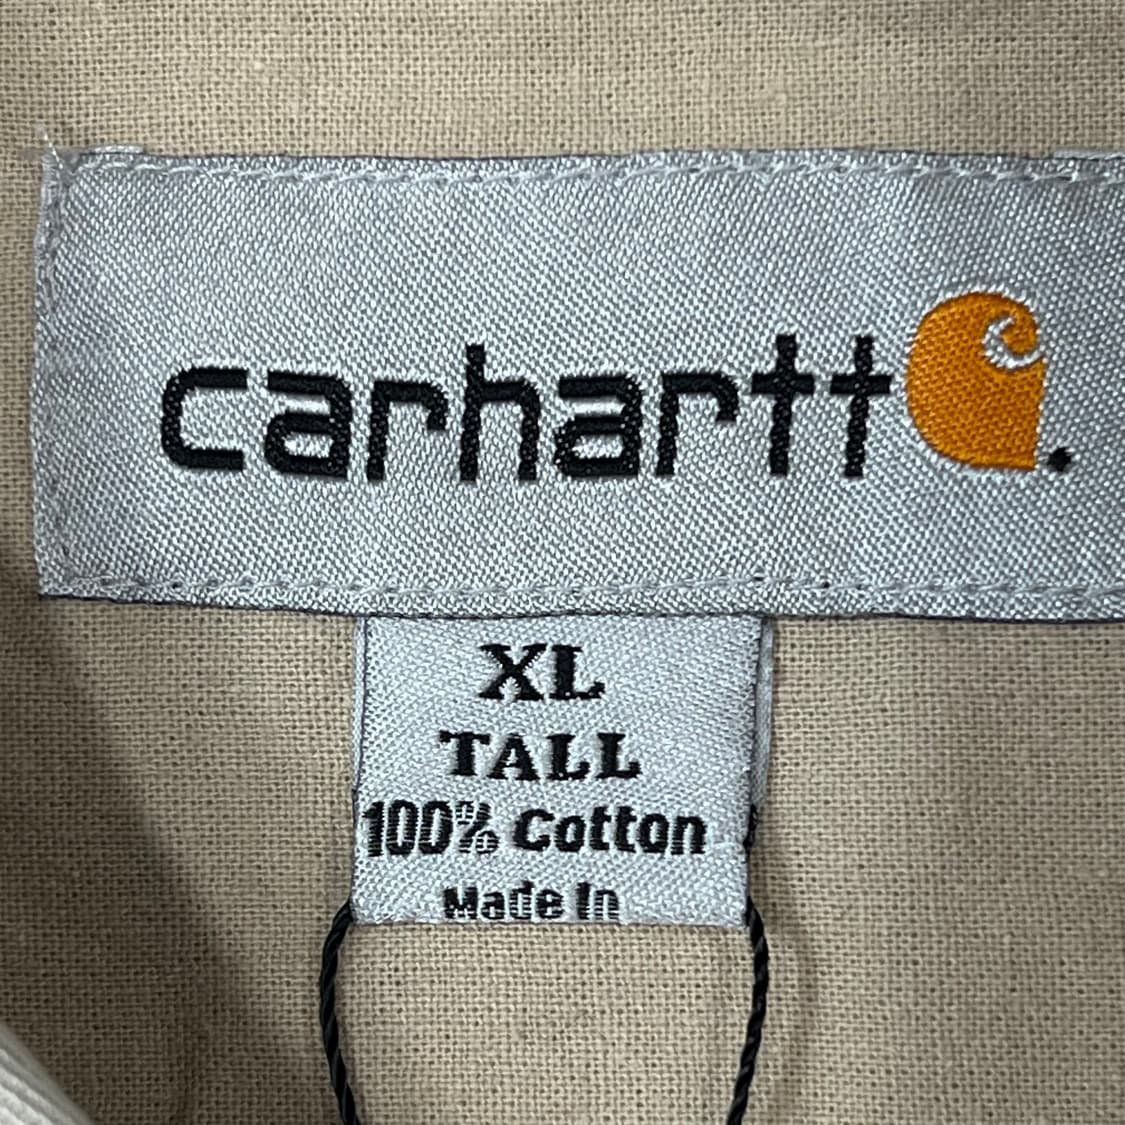 carhartt.
XL
TALL
100% Cotton
Made In